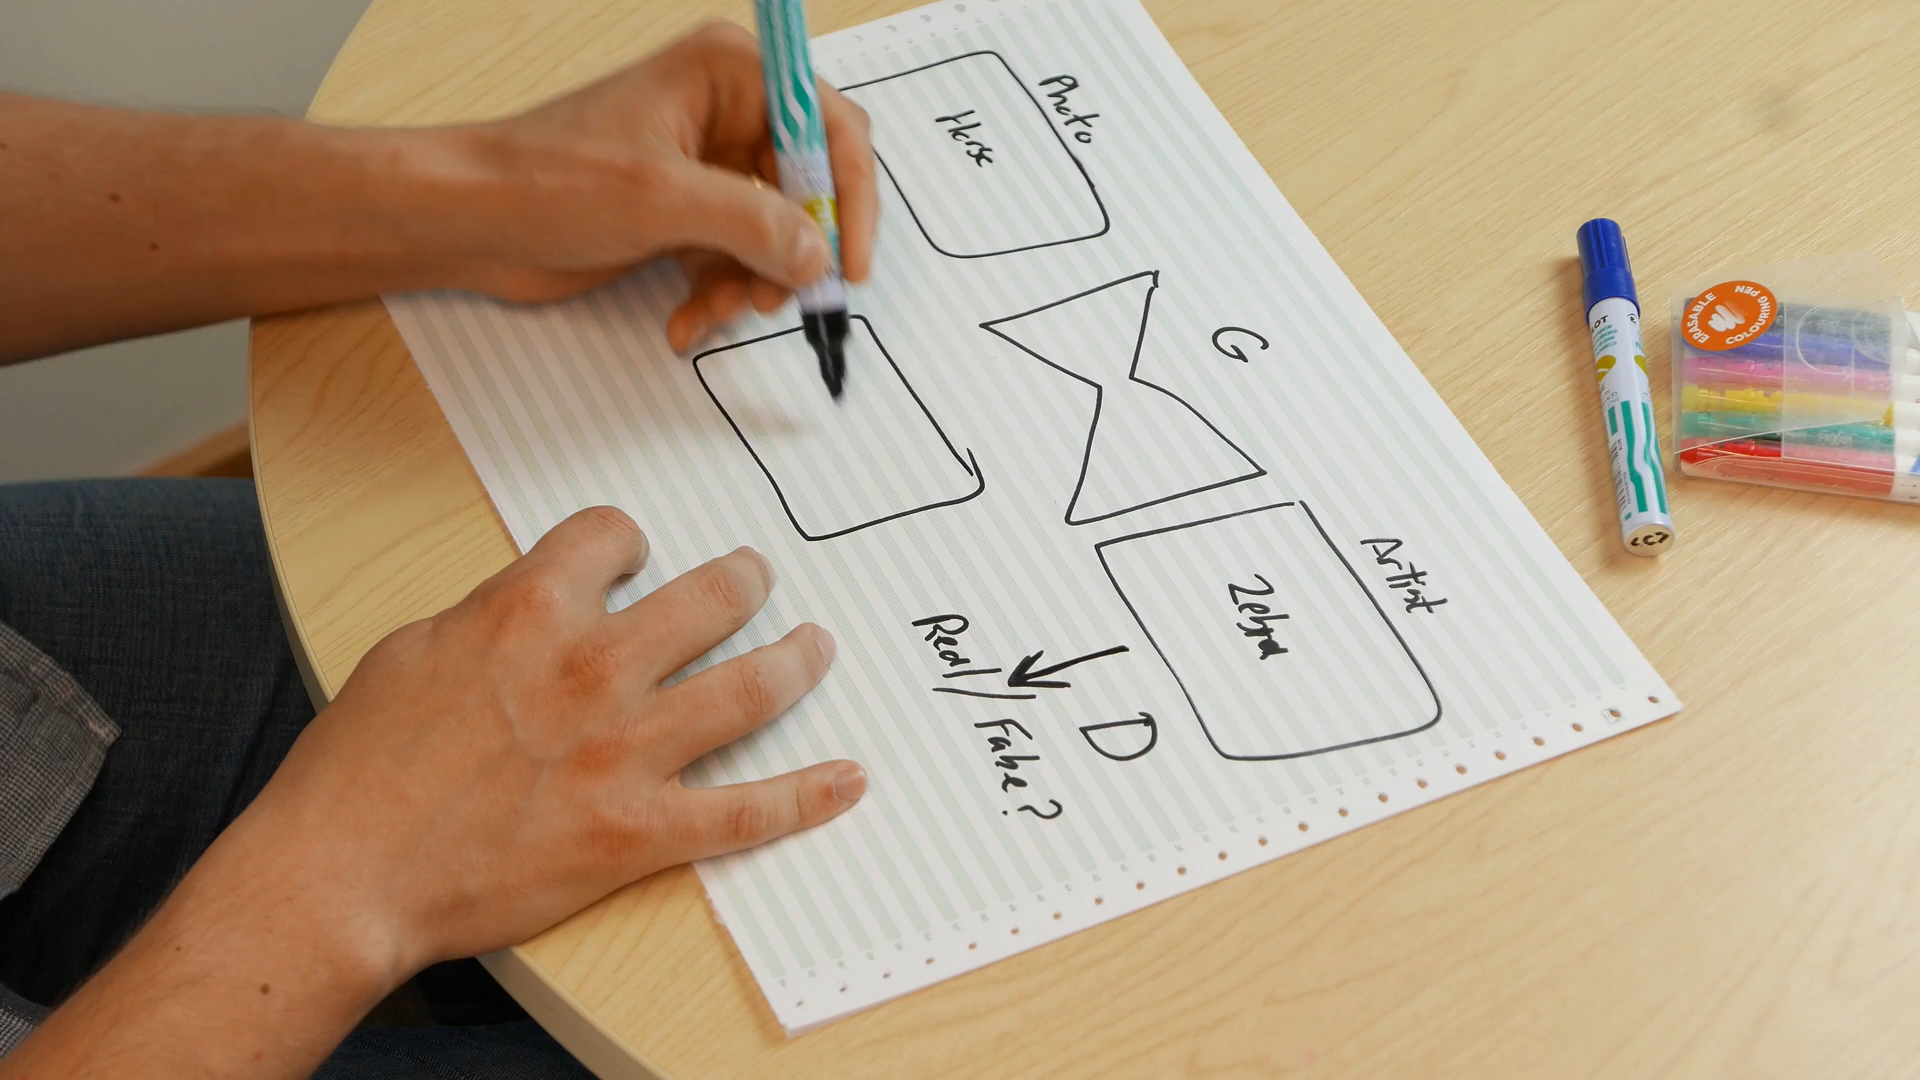 Photo
Horse
G
Artist
Zebra
D
Real/Fake?
ERASABLE
COLOURING PEN